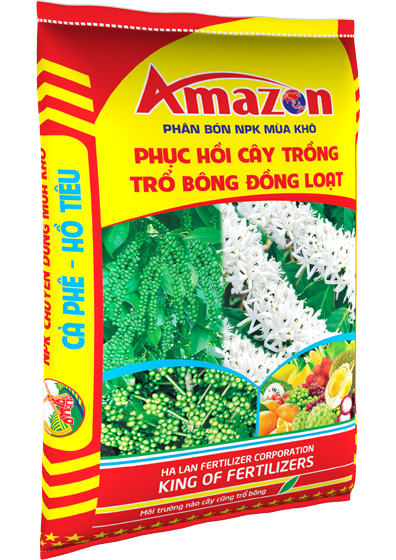 Amazon
PHÂN BÓN NPK MÙA KHÔ
PHỤC HỒI CÂY TRỒNG
TRỔ BÔNG ĐỒNG LOẠT
NPK CHUYÊN DÙNG MÙA KHÔ
CÀ PHÊ - HỒ TIÊU
HA LAN FERTILIZER CORPORATION
KING OF FERTILIZERS
Môi trường nào cây cũng trổ bông